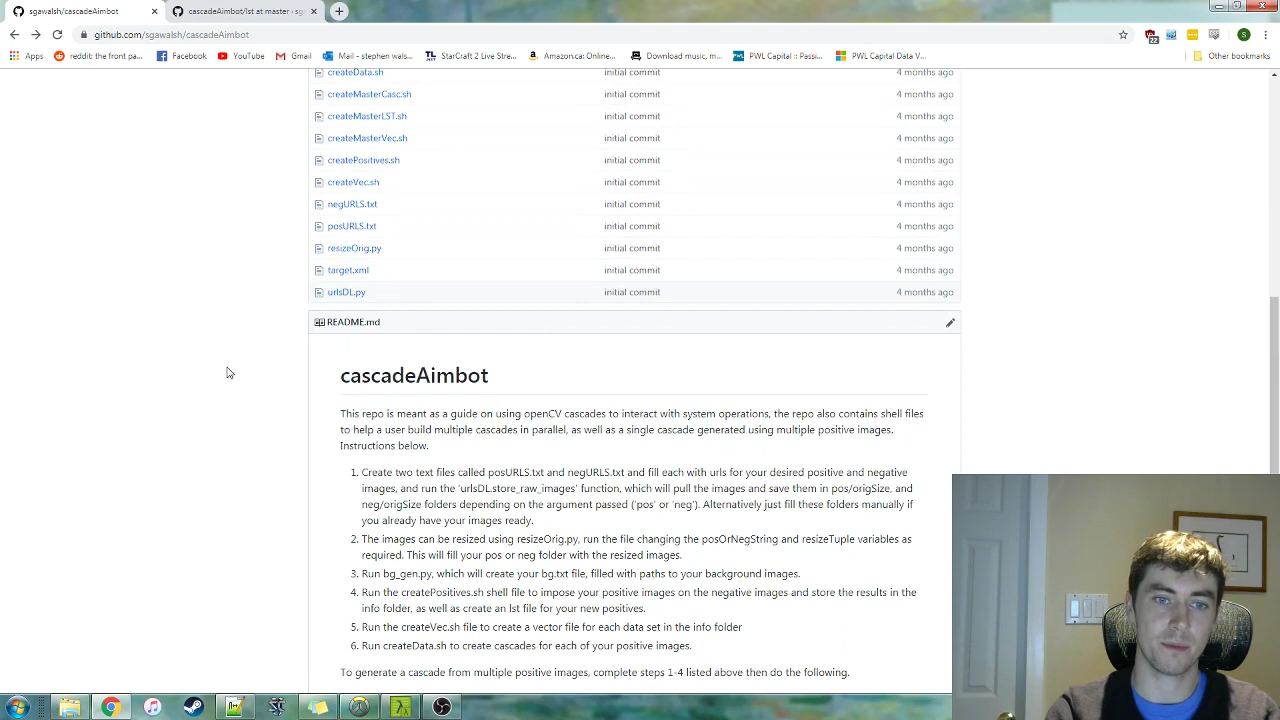 sgawalsh/cascadeAimbot
cascadeAimbot/lst at master · sg
github.com/sgawalsh/cascadeAimbot
22
S
Apps
reddit: the front pa
Facebook
YouTube
Gmail
Mail - stephen wals
StarCraft 2 Live Stre
Amazon.ca: Online
Download music, m
PWL Capital :: Passi
PWL Capital Data V
Other bookmarks
createData.sh initial commit 4 months ago
createMasterCasc.sh initial commit 4 months ago
createMasterLST.sh initial commit 4 months ago
createMasterVec.sh initial commit 4 months ago
createPositives.sh initial commit 4 months ago
createVec.sh initial commit 4 months ago
negURLS.txt initial commit 4 months ago
posURLS.txt initial commit 4 months ago
resizeOrig.py initial commit 4 months ago
target.xml initial commit 4 months ago
urlsDL.py initial commit 4 months ago
README.md
cascadeAimbot
This repo is meant as a guide on using openCV cascades to interact with system operations, the repo also contains shell files
to help a user build multiple cascades in parallel, as well as a single cascade generated using multiple positive images.
Instructions below.
1. Create two text files called posURLS.txt and negURLS.txt and fill each with urls for your desired positive and negative
images, and run the 'urlsDL.store_raw_images' function, which will pull the images and save them in pos/origSize, and
neg/origSize folders depending on the argument passed ('pos' or 'neg'). Alternatively just fill these folders manually if
you already have your images ready.
2. The images can be resized using resizeOrig.py, run the file changing the posOrNegString and resizeTuple variables as
required. This will fill your pos or neg folder with the resized images.
3. Run bg_gen.py, which will create your bg.txt file, filled with paths to your background images.
4. Run the createPositives.sh shell file to impose your positive images on the negative images and store the results in the
info folder, as well as create an lst file for your new positives.
5. Run the createVec.sh file to create a vector file for each data set in the info folder
6. Run createData.sh to create cascades for each of your positive images.
To generate a cascade from multiple positive images, complete steps 1-4 listed above then do the following.